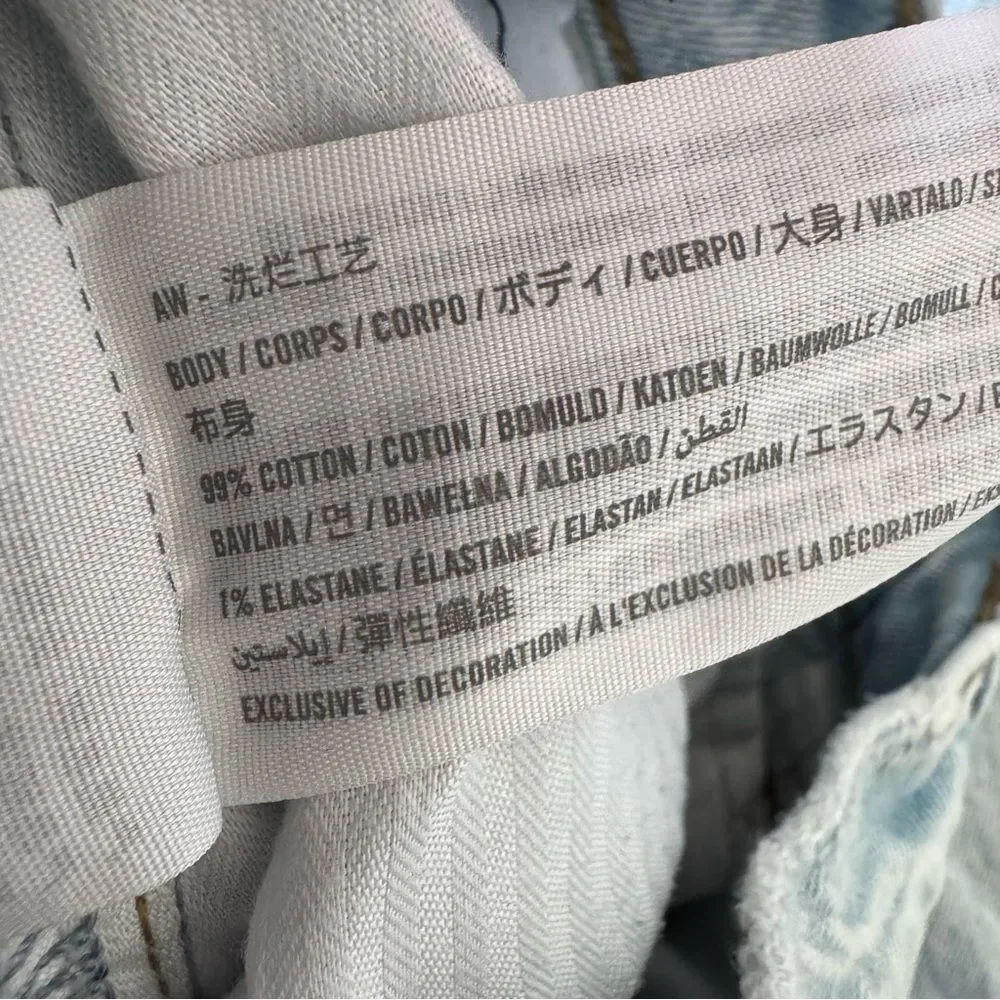 AW - 洗烂工艺
BODY / CORPS / CORPO / ボディ / CUERPO / 大身 / VARTALO /
布身
99% COTTON / COTON / BOMULD / KATOEN / BAUMWOLLE / BOMULL /
BAVLNA / 면 / BAWEŁNA / ALGODÃO / القطن
1% ELASTANE / ÉLASTANE / ELASTAN / ELASTAAN / エラスタン /
إيلاستين / 彈性纖維
EXCLUSIVE OF DECORATION / À L'EXCLUSION DE LA DÉCORATION /